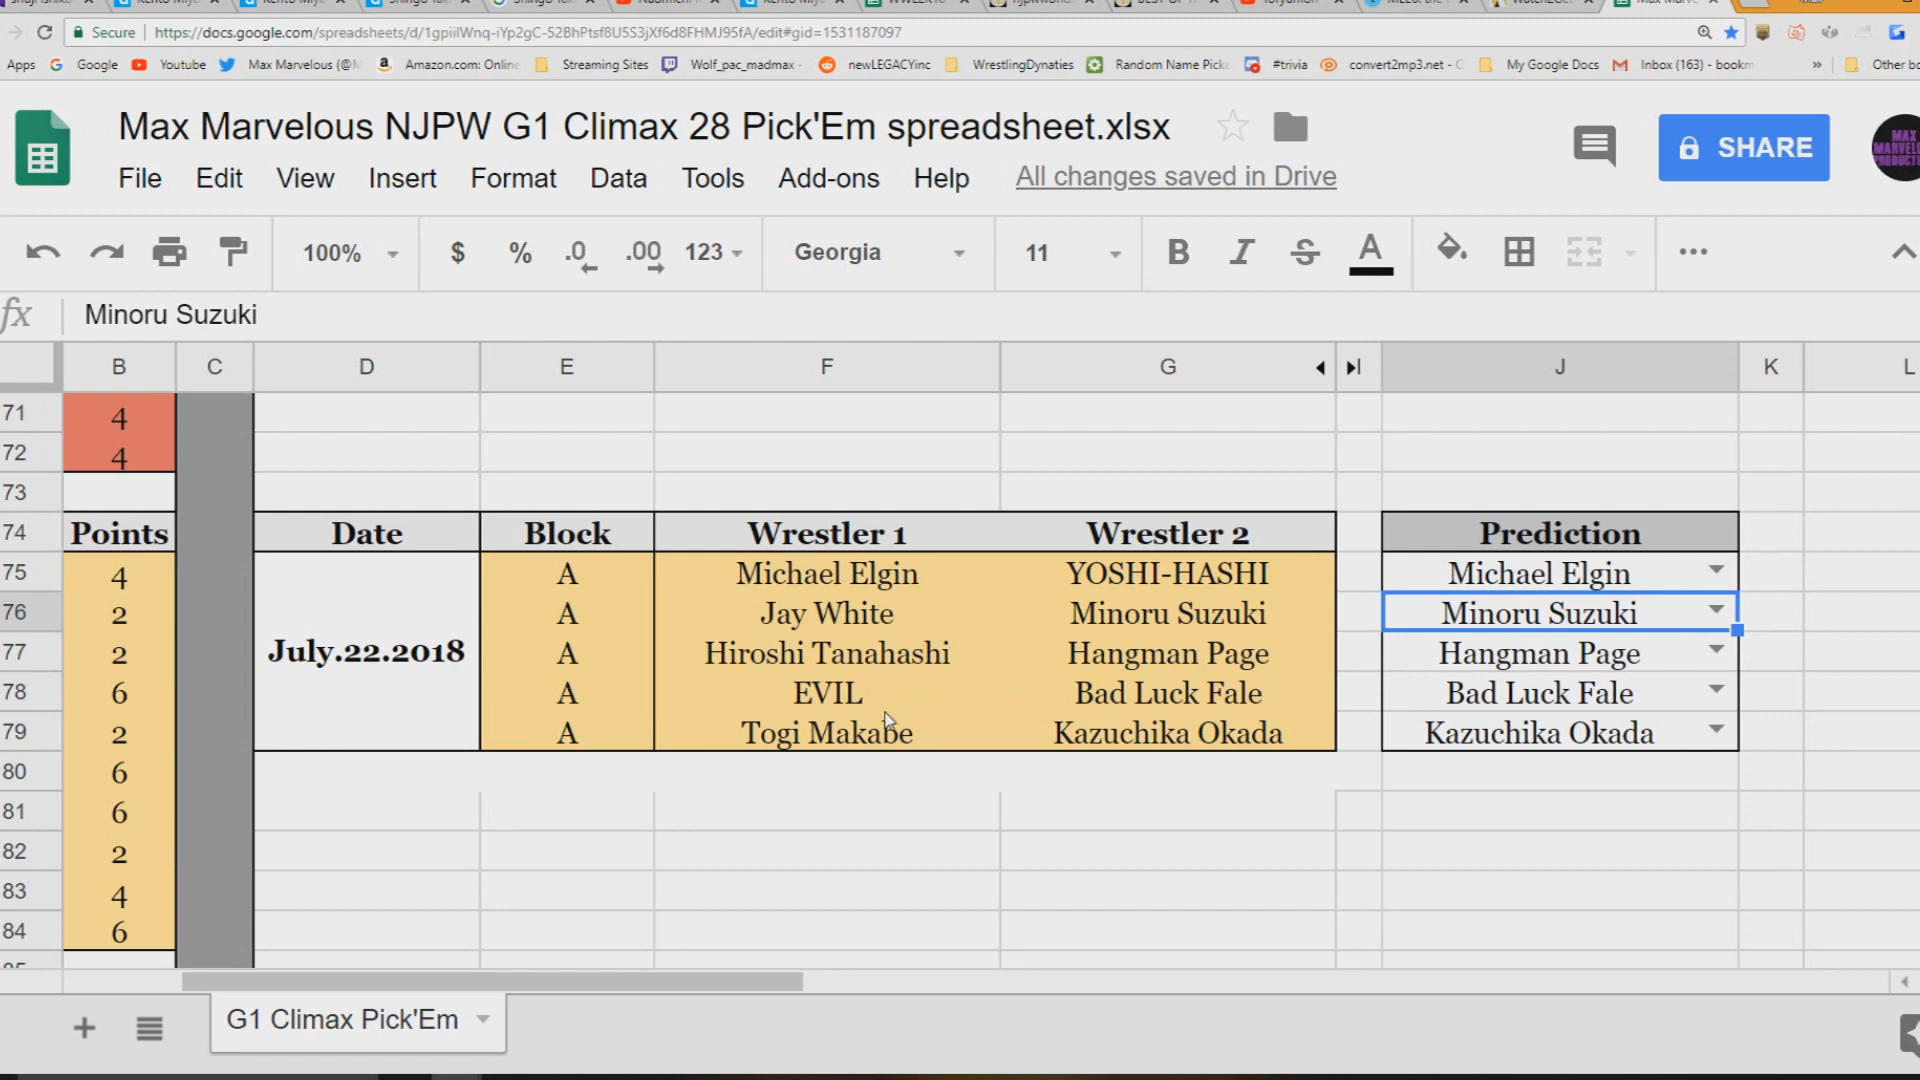 Secure https://docs.google.com/spreadsheets/d/1gpiilWnq-iYp2gC-52BhPtsf8U5S3jXf6d8FHMJ95fA/edit#gid=1531187097
Apps Google Youtube Max Marvelous (@M Amazon.com: Online Streaming Sites Wolf_pac_madmax - newLEGACYinc WrestlingDynaties Random Name Picke #trivia convert2mp3.net - C My Google Docs Inbox (163) - bookm » Other bo
Max Marvelous NJPW G1 Climax 28 Pick'Em spreadsheet.xlsx
SHARE
File Edit View Insert Format Data Tools Add-ons Help All changes saved in Drive
100% $ % .0 .00 123 Georgia 11 B I S A
fx Minoru Suzuki
B C D E F G I J K L
71 4
72 4
73
74 Points Date Block Wrestler 1 Wrestler 2 Prediction
75 4 A Michael Elgin YOSHI-HASHI Michael Elgin
76 2 A Jay White Minoru Suzuki Minoru Suzuki
77 2 July.22.2018 A Hiroshi Tanahashi Hangman Page Hangman Page
78 6 A EVIL Bad Luck Fale Bad Luck Fale
79 2 A Togi Makabe Kazuchika Okada Kazuchika Okada
80 6
81 6
82 2
83 4
84 6
G1 Climax Pick'Em